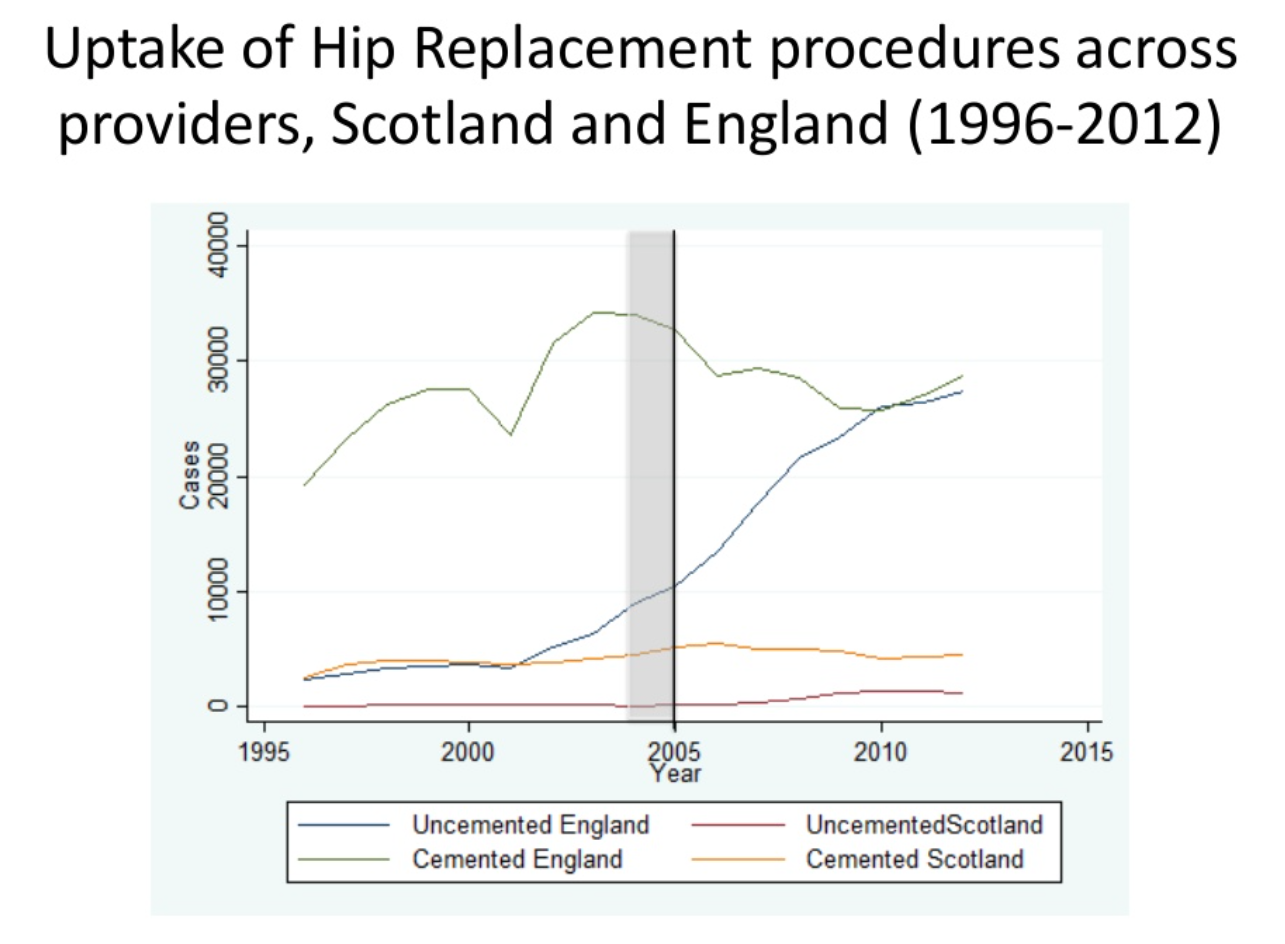 Uptake of Hip Replacement procedures across
providers, Scotland and England (1996-2012)
40000
30000
20000
10000
0
Cases
1995 2000 2005 2010 2015
Year
Uncemented England UncementedScotland
Cemented England Cemented Scotland